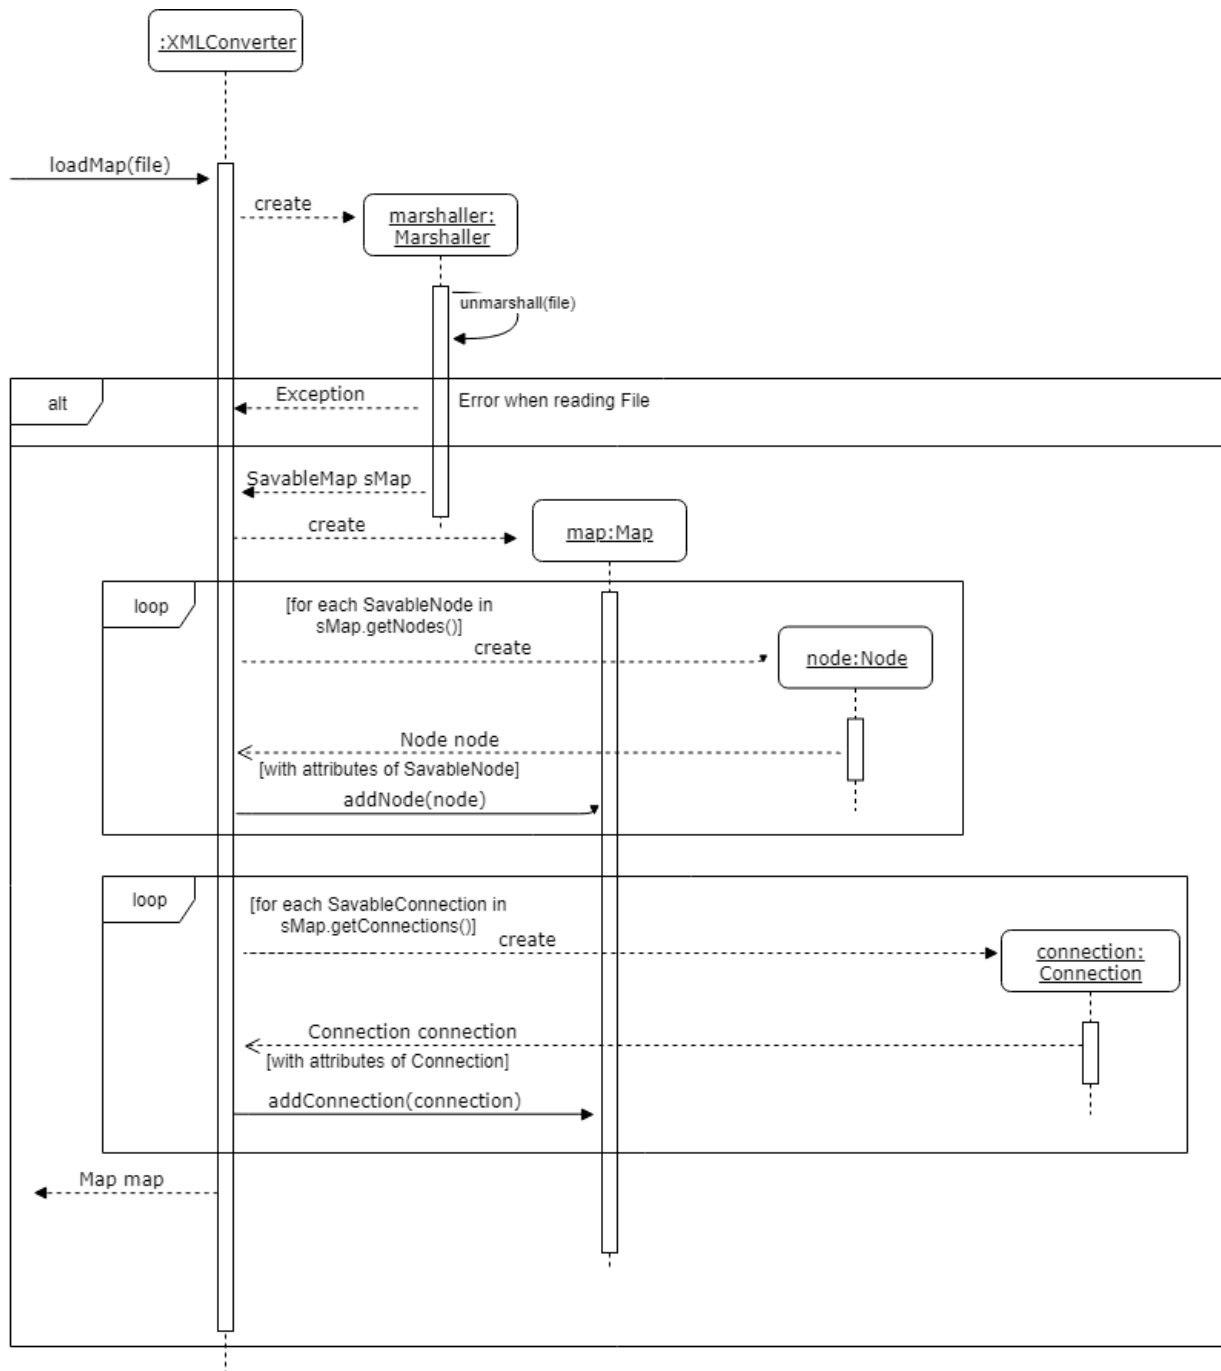 :XMLConverter
loadMap(file)
create
marshaller:
Marshaller
unmarshall(file)
alt
Exception
Error when reading File
SavableMap sMap
create
map:Map
loop
[for each SavableNode in
sMap.getNodes()]
create
node:Node
Node node
[with attributes of SavableNode]
addNode(node)
loop
[for each SavableConnection in
sMap.getConnections()]
create
connection:
Connection
Connection connection
[with attributes of Connection]
addConnection(connection)
Map map